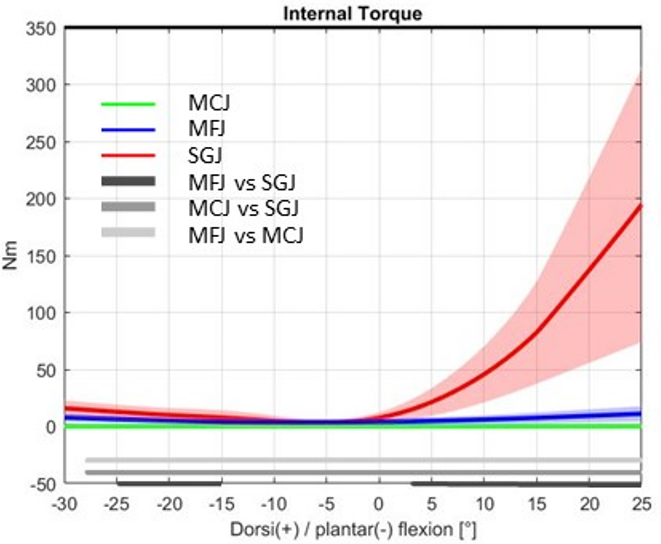 Internal Torque
350
300
250
200
150
100
50
0
-50
Nm
MCJ
MFJ
SGJ
MFJ vs SGJ
MCJ vs SGJ
MFJ vs MCJ
-30 -25 -20 -15 -10 -5 0 5 10 15 20 25
Dorsi(+) / plantar(-) flexion [°]